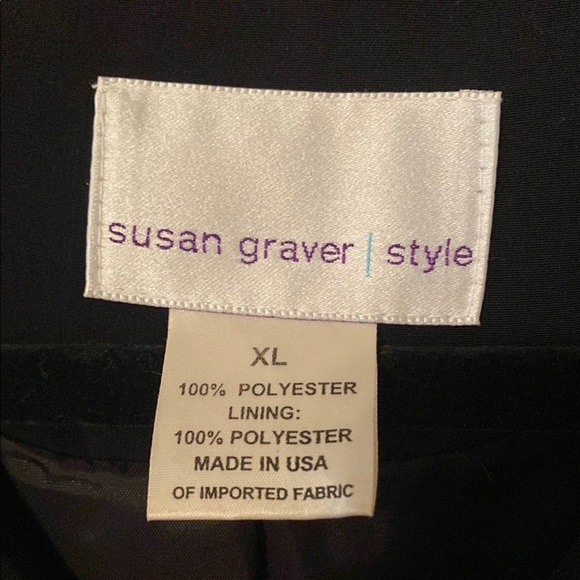 susan graver | style
XL
100% POLYESTER
LINING:
100% POLYESTER
MADE IN USA
OF IMPORTED FABRIC